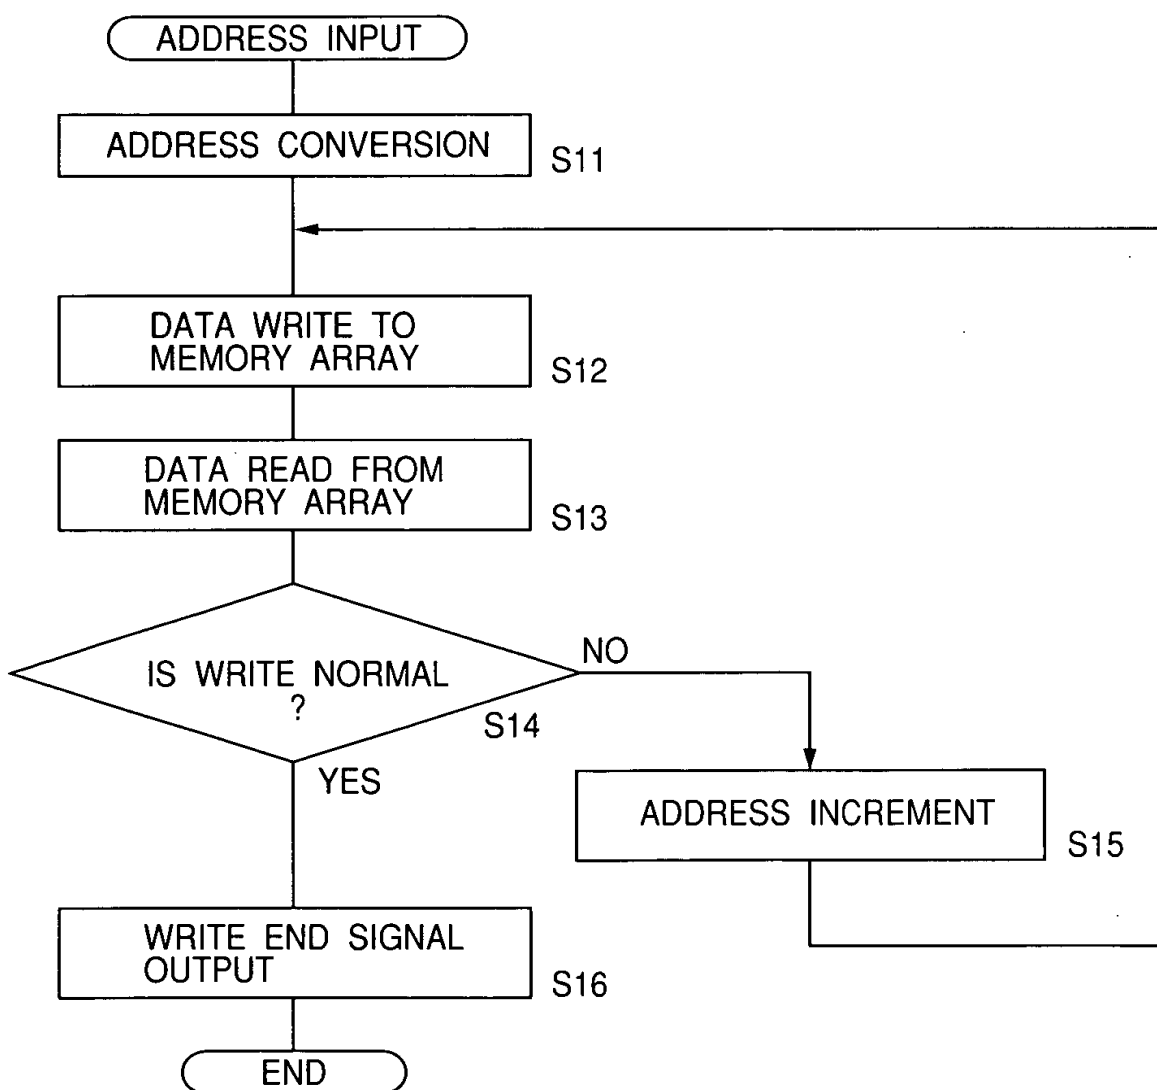 ADDRESS INPUT
ADDRESS CONVERSION
S11
DATA WRITE TO
MEMORY ARRAY
S12
DATA READ FROM
MEMORY ARRAY
S13
IS WRITE NORMAL
?
S14
NO
YES
ADDRESS INCREMENT
S15
WRITE END SIGNAL
OUTPUT
S16
END